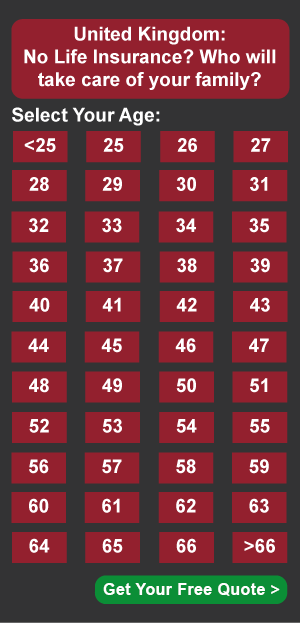 United Kingdom:
No Life Insurance? Who will
take care of your family?
Select Your Age:
<25 25 26 27
28 29 30 31
32 33 34 35
36 37 38 39
40 41 42 43
44 45 46 47
48 49 50 51
52 53 54 55
56 57 58 59
60 61 62 63
64 65 66 >66
Get Your Free Quote >